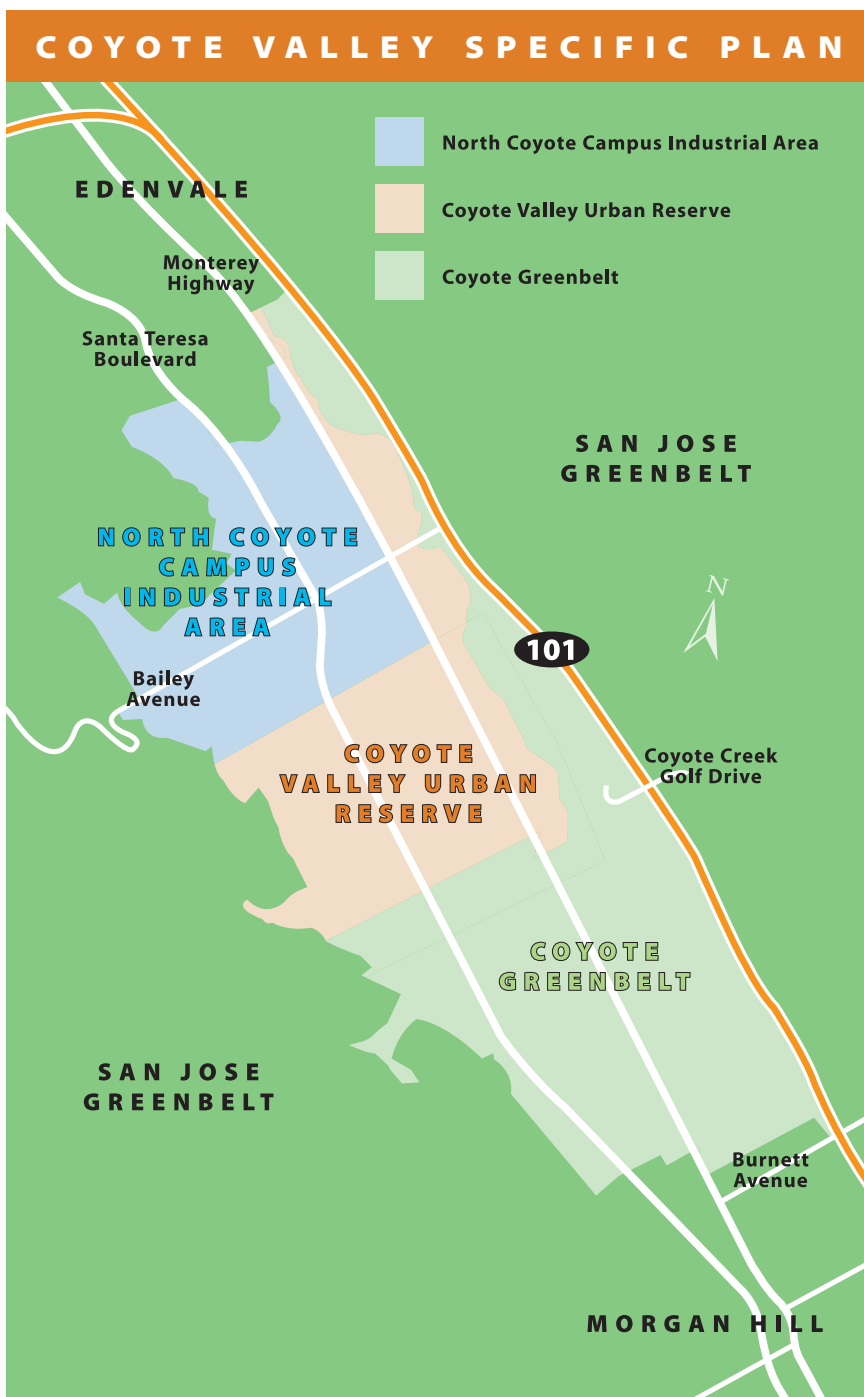 COYOTE VALLEY SPECIFIC PLAN
North Coyote Campus Industrial Area
EDENVALE
Coyote Valley Urban Reserve
Monterey
Highway
Coyote Greenbelt
Santa Teresa
Boulevard
SAN JOSE
GREENBELT
NORTH COYOTE
CAMPUS
INDUSTRIAL
AREA
N
101
Bailey
Avenue
COYOTE
VALLEY URBAN
RESERVE
Coyote Creek
Golf Drive
COYOTE
GREENBELT
SAN JOSE
GREENBELT
Burnett
Avenue
MORGAN HILL